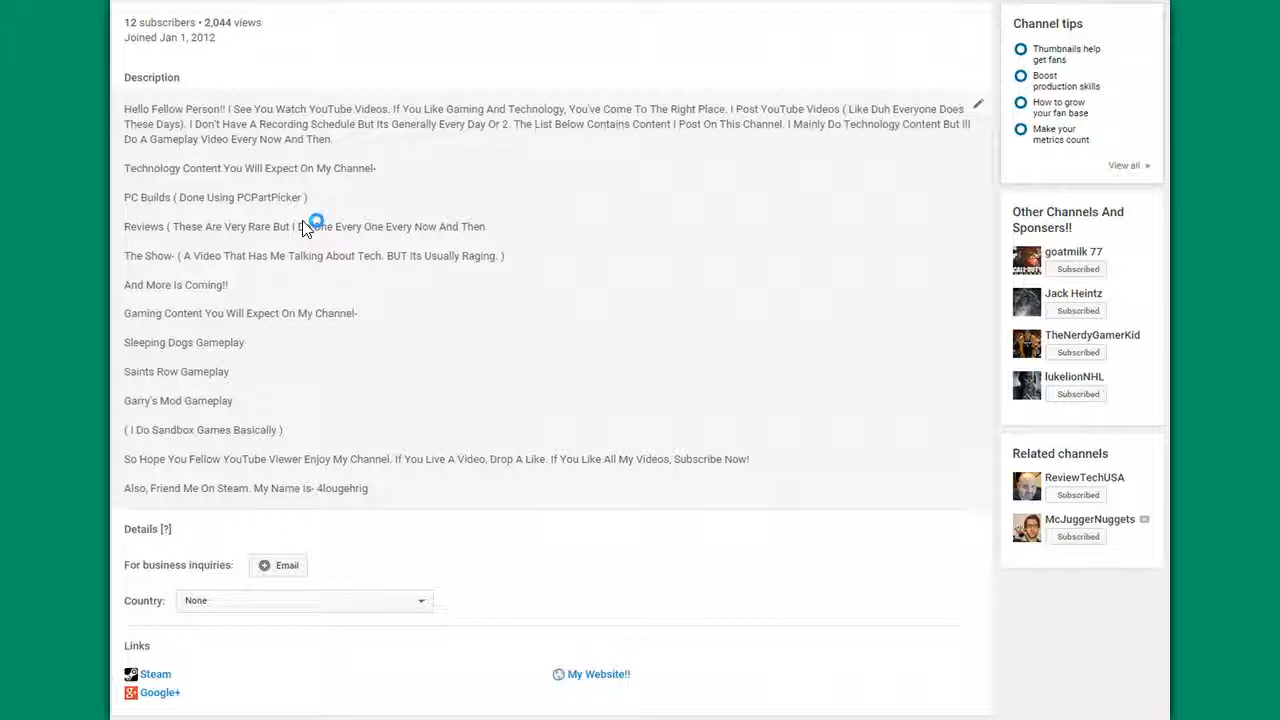 12 subscribers • 2,044 views
Joined Jan 1, 2012
Description
Hello Fellow Person!! I See You Watch YouTube Videos. If You Like Gaming And Technology, You've Come To The Right Place. I Post YouTube Videos ( Like Duh Everyone Does
These Days). I Don't Have A Recording Schedule But Its Generally Every Day Or 2. The List Below Contains Content I Post On This Channel. I Mainly Do Technology Content But Ill
Do A Gameplay Video Every Now And Then.
Technology Content You Will Expect On My Channel-
PC Builds ( Done Using PCPartPicker )
Reviews ( These Are Very Rare But I One Every One Every Now And Then
The Show- ( A Video That Has Me Talking About Tech. BUT Its Usually Raging. )
And More is Coming!!
Gaming Content You Will Expect On My Channel-
Sleeping Dogs Gameplay
Saints Row Gameplay
Garry's Mod Gameplay
( I Do Sandbox Games Basically )
So Hope You Fellow YouTube Viewer Enjoy My Channel. If You Live A Video, Drop A Like. If You Like All My Videos, Subscribe Now!
Also, Friend Me On Steam. My Name Is- 4lougehrig
Details [?]
For business inquiries: Email
Country: None
Links
Steam
My Website!!
Google+
Channel tips
Thumbnails help
get fans
Boost
production skills
How to grow
your fan base
Make your
metrics count
View all »
Other Channels And
Sponsers!!
goatmilk 77
Subscribed
Jack Heintz
Subscribed
TheNerdyGamerKid
Subscribed
lukelionNHL
Subscribed
Related channels
ReviewTechUSA
Subscribed
McJuggerNuggets
Subscribed